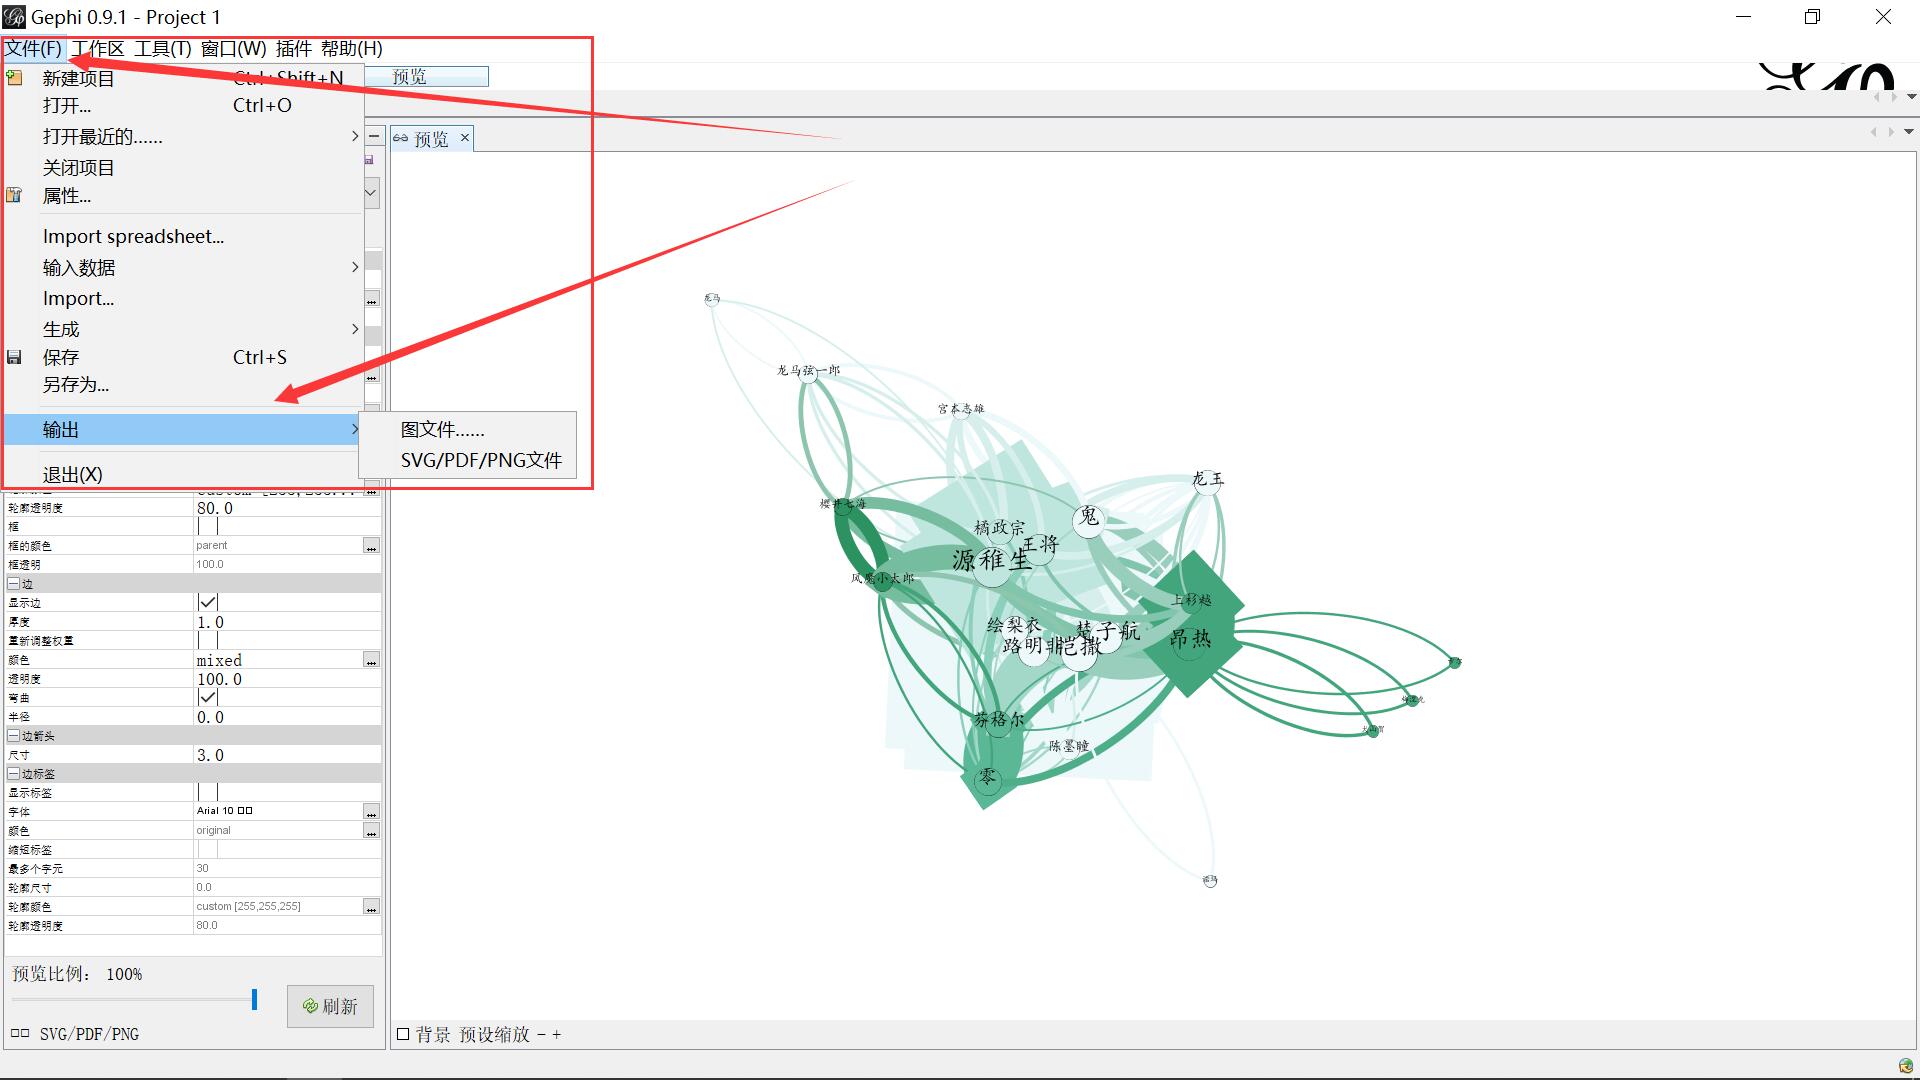 Gephi 0.9.1 - Project 1
文件(F) 工作区 工具(T) 窗口(W) 插件 帮助(H)
新建项目 Ctrl+Shift+N
预览
打开... Ctrl+O
打开最近的......
预览
关闭项目
属性...
Import spreadsheet...
输入数据
Import...
生成
保存 Ctrl+S
另存为...
输出
图文件......
SVG/PDF/PNG文件
退出(X)
轮廓透明度 80.0
框
框的颜色 parent
框透明 100.0
边
显示边
厚度 1.0
重新调整权重
颜色 mixed
透明度 100.0
弯曲
半径 0.0
边箭头
尺寸 3.0
边标签
显示标签
字体 Arial 10 □□
颜色 original
缩短标签
最多个字元 30
轮廓尺寸 0.0
轮廓颜色 custom [255,255,255]
轮廓透明度 80.0
预览比例: 100%
刷新
□□ SVG/PDF/PNG
背景 预设缩放 - +
龙马
龙马弦一郎
宫本志雄
龙王
樱井七海
鬼
橘政宗
王将
源稚生
风魔小太郎
上杉越
绘梨衣
楚子航
昂热
路明非
恺撒
莽格尔
陈墨瞳
零